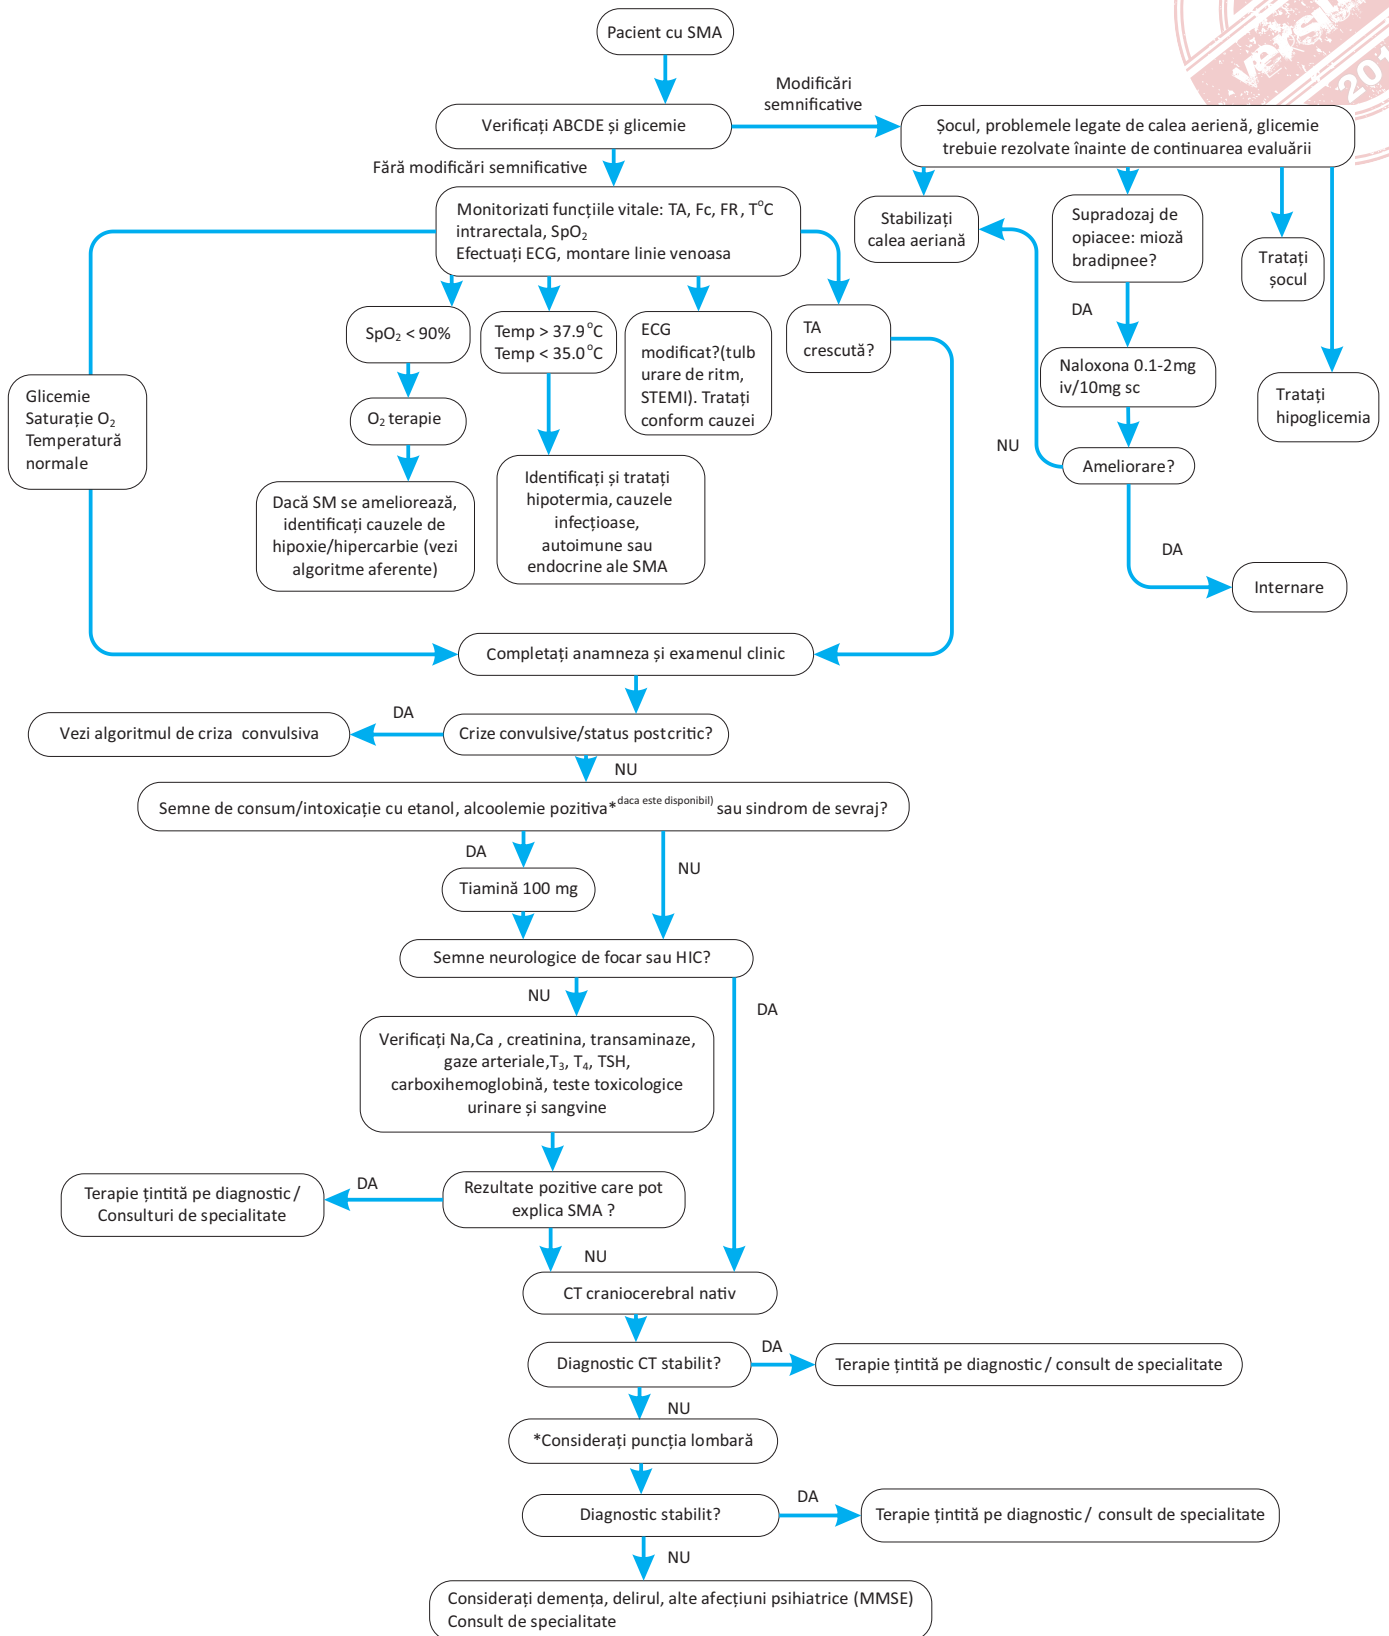 Pacient cu SMA
versiu
201
Modificări
semnificative
Verificați ABCDE și glicemie
Șocul, problemele legate de calea aerienă, glicemie
trebuie rezolvate înainte de continuarea evaluării
Fără modificări semnificative
Monitorizati funcțiile vitale: TA, Fc, FR, T°C
intrarectala, SpO₂
Efectuați ECG, montare linie venoasa
Stabilizați
calea aeriană
Supradozaj de
opiacee: mioză
bradipnee?
Tratați
șocul
DA
SpO₂ < 90%
Temp > 37.9°C
Temp < 35.0°C
ECG
modificat?(tulb
urare de ritm,
STEMI). Tratați
conform cauzei
TA
crescută?
Naloxona 0.1-2mg
iv/10mg sc
Tratați
hipoglicemia
Glicemie
Saturație O₂
Temperatură
normale
O₂ terapie
NU
Ameliorare?
Dacă SM se ameliorează,
identificați cauzele de
hipoxie/hipercarbie (vezi
algoritme aferente)
Identificați și tratați
hipotermia, cauzele
infecțioase,
autoimune sau
endocrine ale SMA
DA
Internare
Completați anamneza și examenul clinic
DA
Vezi algoritmul de criza convulsiva
Crize convulsive/status postcritic?
NU
Semne de consum/intoxicație cu etanol, alcoolemie pozitiva*daca este disponibil) sau sindrom de sevraj?
DA
NU
Tiamină 100 mg
Semne neurologice de focar sau HIC?
NU
DA
Verificați Na,Ca , creatinina, transaminaze,
gaze arteriale,T₃, T₄, TSH,
carboxihemoglobină, teste toxicologice
urinare și sangvine
Terapie țintită pe diagnostic/
Consulturi de specialitate
DA
Rezultate pozitive care pot
explica SMA ?
NU
CT craniocerebral nativ
Diagnostic CT stabilit?
DA
Terapie țintită pe diagnostic/ consult de specialitate
NU
*Considerați puncția lombară
Diagnostic stabilit?
DA
Terapie țintită pe diagnostic/ consult de specialitate
NU
Considerați demența, delirul, alte afecțiuni psihiatrice (MMSE)
Consult de specialitate